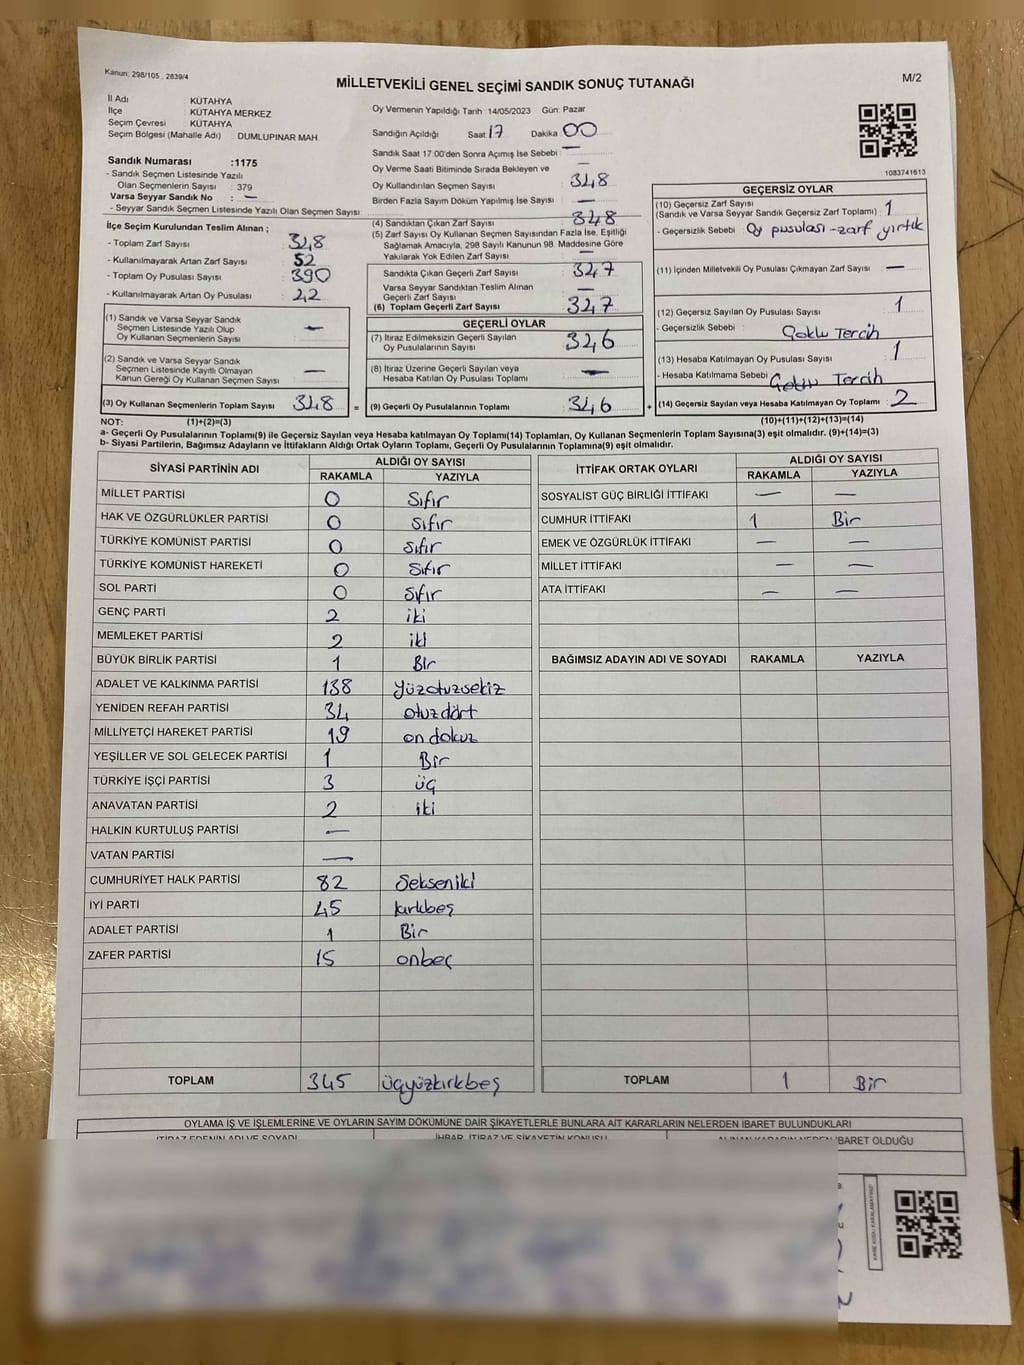 Kanun: 298/105 , 2839/4
MİLLETVEKİLİ GENEL SEÇİMİ SANDIK SONUÇ TUTANAĞI
M/2
İl Adı : KÜTAHYA
İlçe : KÜTAHYA MERKEZ
Seçim Çevresi : KÜTAHYA
Seçim Bölgesi (Mahalle Adı) : DUMLUPINAR MAH.
Sandık Numarası :1175
- Sandık Seçmen Listesinde Yazılı
Olan Seçmenlerin Sayısı : 379
Varsa Seyyar Sandık No : —
- Seyyar Sandık Seçmen Listesinde Yazılı Olan Seçmen Sayısı
İlçe Seçim Kurulundan Teslim Alınan ;
- Toplam Zarf Sayısı 348
- Kullanılmayarak Artan Zarf Sayısı : 52
- Toplam Oy Pusulası Sayısı : 390
- Kullanılmayarak Artan Oy Pusulası : 42
(1) Sandık ve Varsa Seyyar Sandık
Seçmen Listesinde Yazılı Olup
Oy Kullanan Seçmenlerin Sayısı : —
(2) Sandık ve Varsa Seyyar Sandık
Seçmen Listesinde Kayıtlı Olmayan
Kanun Gereği Oy Kullanan Seçmen Sayısı : —
(3) Oy Kullanan Seçmenlerin Toplam Sayısı 348 =
Oy Vermenin Yapıldığı Tarih :14/05/2023 Gün: Pazar
Sandığın Açıldığı Saat 17 Dakika 00
Sandık Saat 17:00'den Sonra Açılmış İse Sebebi : —
Oy Verme Saati Bitiminde Sırada Bekleyen ve —
Oy Kullandırılan Seçmen Sayısı : 348
Birden Fazla Sayım Döküm Yapılmış İse Sayısı : —
(4) Sandıktan Çıkan Zarf Sayısı : 348
(5) Zarf Sayısı Oy Kullanan Seçmen Sayısından Fazla İse, Eşitliği
Sağlamak Amacıyla, 298 Sayılı Kanunun 98. Maddesine Göre
Yakılarak Yok Edilen Zarf Sayısı : —
Sandıkta Çıkan Geçerli Zarf Sayısı : 347
Varsa Seyyar Sandıktan Teslim Alınan
Geçerli Zarf Sayısı : —
(6) Toplam Geçerli Zarf Sayısı : 347
GEÇERLİ OYLAR
(7) İtiraz Edilmeksizin Geçerli Sayılan
Oy Pusulalarının Sayısı : 346
(8) İtiraz Üzerine Geçerli Sayılan veya
Hesaba Katılan Oy Pusulası Toplamı : —
(9) Geçerli Oy Pusulalarının Toplamı : 346 +
1083741613
GEÇERSİZ OYLAR
(10) Geçersiz Zarf Sayısı
(Sandık ve Varsa Seyyar Sandık Geçersiz Zarf Toplamı) : 1
- Geçersizlik Sebebi : Oy pusulası-zarf yırtık
(11) İçinden Milletvekili Oy Pusulası Çıkmayan Zarf Sayısı : —
(12) Geçersiz Sayılan Oy Pusulası Sayısı : 1
- Geçersizlik Sebebi : Çoklu Tercih
(13) Hesaba Katılmayan Oy Pusulası Sayısı : 1
- Hesaba Katılmama Sebebi : Çoklu Tercih
(14) Geçersiz Sayılan veya Hesaba Katılmayan Oy Toplamı : 2
NOT: (1)+(2)=(3) (10)+(11)+(12)+(13)=(14)
a- Geçerli Oy Pusulalarının Toplamı(9) ile Geçersiz Sayılan veya Hesaba katılmayan Oy Toplamı(14) Toplamları, Oy Kullanan Seçmenlerin Toplam Sayısına(3) eşit olmalıdır. (9)+(14)=(3)
b- Siyasi Partilerin, Bağımsız Adayların ve İttifakların Aldığı Ortak Oyların Toplamı, Geçerli Oy Pusulalarının Toplamına(9) eşit olmalıdır.
SİYASİ PARTİNİN ADI ALDIĞI OY SAYISI
RAKAMLA YAZIYLA
MİLLET PARTİSİ 0 Sıfır
HAK VE ÖZGÜRLÜKLER PARTİSİ 0 Sıfır
TÜRKİYE KOMÜNİST PARTİSİ 0 Sıfır
TÜRKİYE KOMÜNİST HAREKETİ 0 Sıfır
SOL PARTİ 0 Sıfır
GENÇ PARTİ 2 iki
MEMLEKET PARTİSİ 2 iki
BÜYÜK BİRLİK PARTİSİ 1 Bir
ADALET VE KALKINMA PARTİSİ 138 yüzotuzsekiz
YENİDEN REFAH PARTİSİ 34 otuzdört
MİLLİYETÇİ HAREKET PARTİSİ 19 ondokuz
YEŞİLLER VE SOL GELECEK PARTİSİ 1 Bir
TÜRKİYE İŞÇİ PARTİSİ 3 üç
ANAVATAN PARTİSİ 2 iki
HALKIN KURTULUŞ PARTİSİ —
VATAN PARTİSİ —
CUMHURİYET HALK PARTİSİ 82 Sekseniki
İYİ PARTİ 45 kırkbeş
ADALET PARTİSİ 1 Bir
ZAFER PARTİSİ 15 onbeş
TOPLAM 345 üçyüzkırkbeş
İTTİFAK ORTAK OYLARI ALDIĞI OY SAYISI
RAKAMLA YAZIYLA
SOSYALİST GÜÇ BİRLİĞİ İTTİFAKI — —
CUMHUR İTTİFAKI 1 Bir
EMEK VE ÖZGÜRLÜK İTTİFAKI — —
MİLLET İTTİFAKI — —
ATA İTTİFAKI — —
BAĞIMSIZ ADAYIN ADI VE SOYADI RAKAMLA YAZIYLA
TOPLAM 1 Bir
OYLAMA İŞ VE İŞLEMLERİNE VE OYLARIN SAYIM DÖKÜMÜNE DAİR ŞİKAYETLERLE BUNLARA AİT KARARLARIN NELERDEN İBARET BULUNDUKLARI
İTİRAZ EDENİN ADI VE SOYADI İHBAR, İTİRAZ VE ŞİKAYETİN KONUSU ALINAN KARARIN NEDEN İBARET OLDUĞU